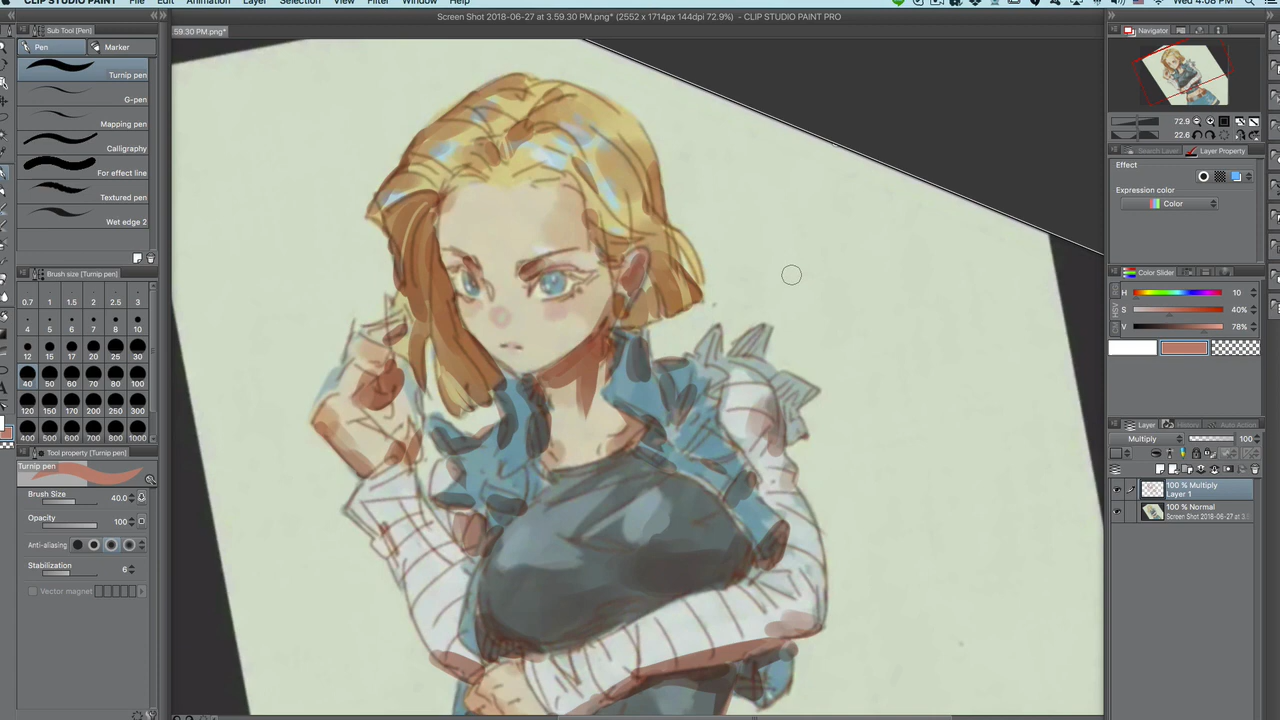 CLIP STUDIO PAINT File Edit Animation Layer Selection View Filter Window Help Wed 4:08 PM
Screen Shot 2018-06-27 at 3.59.30 PM.png* (2552 x 1714px 144dpi 72.9%) - CLIP STUDIO PAINT PRO
Sub Tool [Pen]
.59.30 PM.png*
Navigator
Pen Marker
Turnip pen
G-pen
Mapping pen
Calligraphy
For effect line
Textured pen
Wet edge 2
72.9
22.6
Search Layer Layer Property
Effect
Expression color
Color
Brush size [Turnip pen]
0.7 1 1.5 2 2.5 3
4 5 6 7 8 10
12 15 17 20 25 30
40 50 60 70 80 100
120 150 170 200 250 300
400 500 600 700 800 1000
Color Slider
H 10
S 40%
V 78%
Layer History Auto Action
Multiply 100
100 % Multiply
Layer 1
100 % Normal
Screen Shot 2018-06-27 at 3.5
Tool property [Turnip pen]
Turnip pen
Brush Size 40.0
Opacity 100
Anti-aliasing
Stabilization 6
Vector magnet